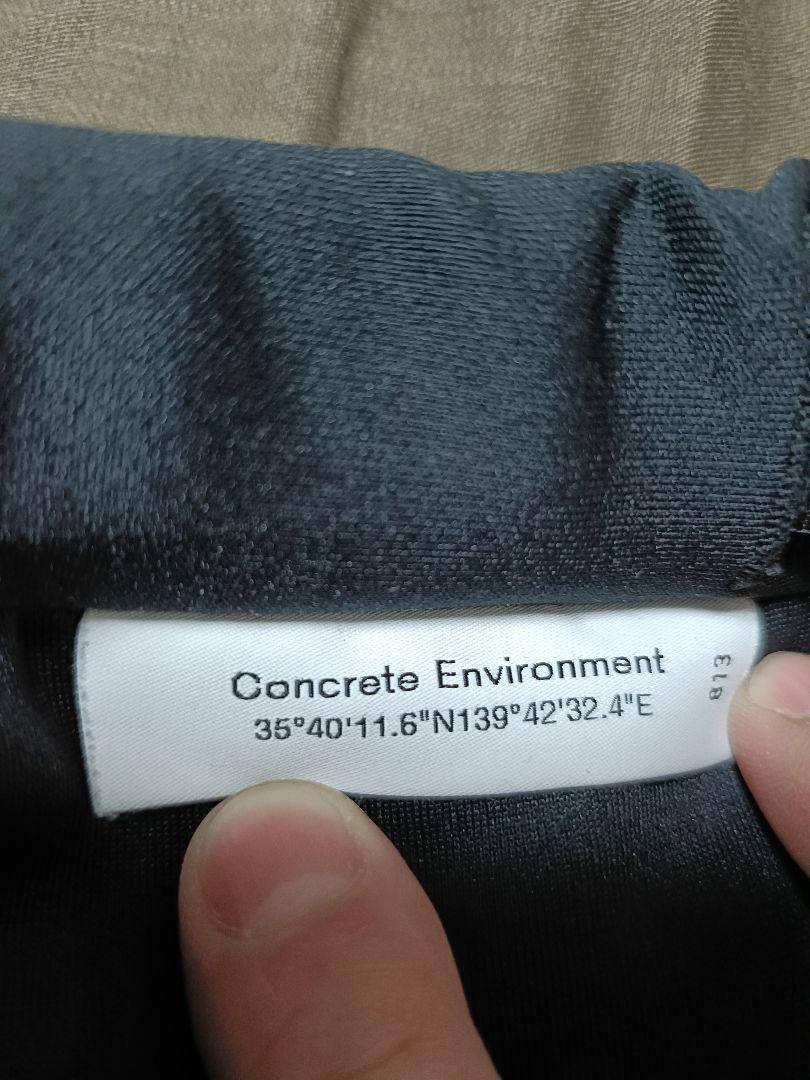 Concrete Environment
35°40'11.6"N139°42'32.4"E
813